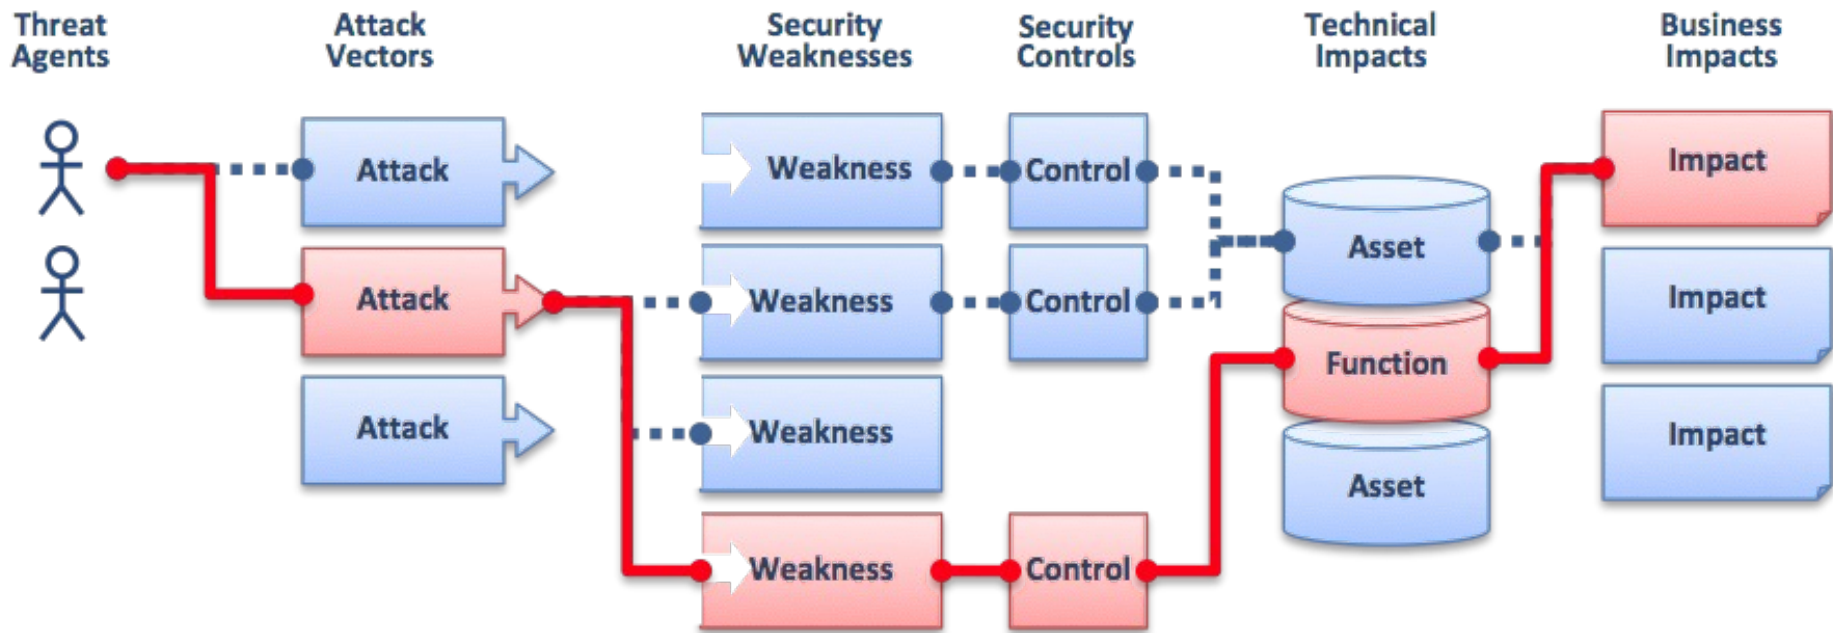 Threat
Agents
Attack
Vectors
Security
Weaknesses
Security
Controls
Technical
Impacts
Business
Impacts
Attack
Weakness
Control
Impact
Asset
Attack
Weakness
Control
Impact
Function
Attack
Weakness
Impact
Asset
Weakness
Control